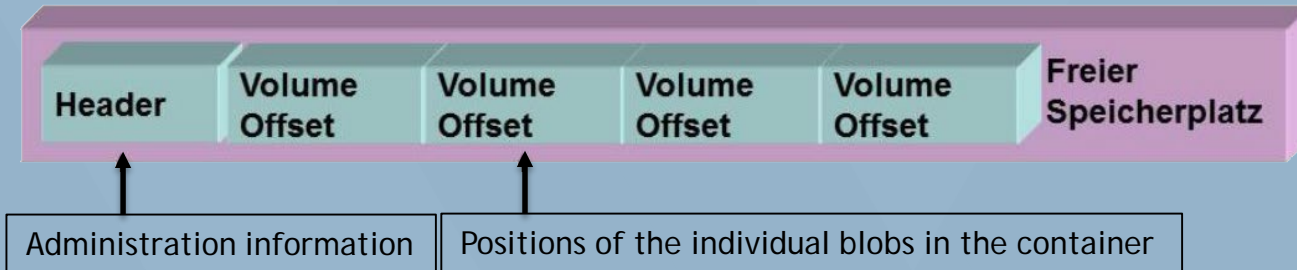 Header
Volume
Offset
Volume
Offset
Volume
Offset
Volume
Offset
Freier
Speicherplatz
Administration information
Positions of the individual blobs in the container